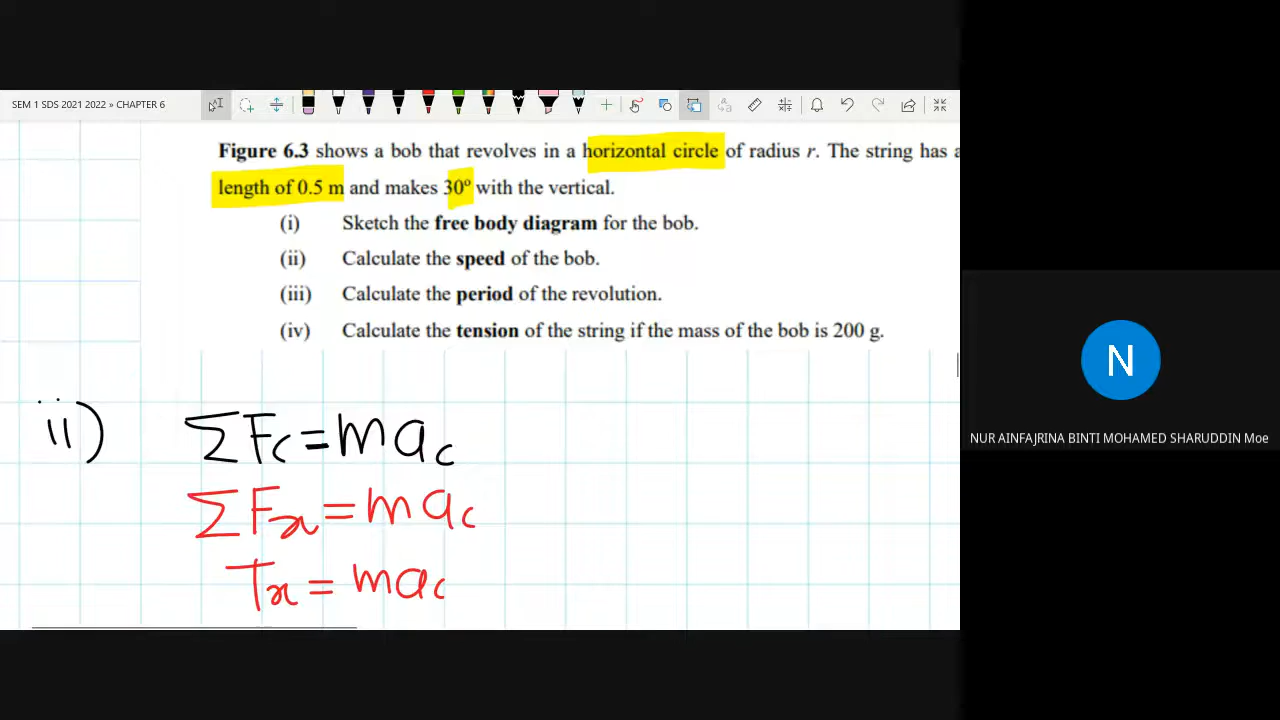 SEM 1 SDS 2021 2022 » CHAPTER 6
Figure 6.3 shows a bob that revolves in a horizontal circle of radius r. The string has a
length of 0.5 m and makes 30º with the vertical.
(i) Sketch the free body diagram for the bob.
(ii) Calculate the speed of the bob.
(iii) Calculate the period of the revolution.
(iv) Calculate the tension of the string if the mass of the bob is 200 g.
ii) ΣFc = mac
ΣFx = mac
Tx = mac
N
NUR AINFAJRINA BINTI MOHAMED SHARUDDIN Moe